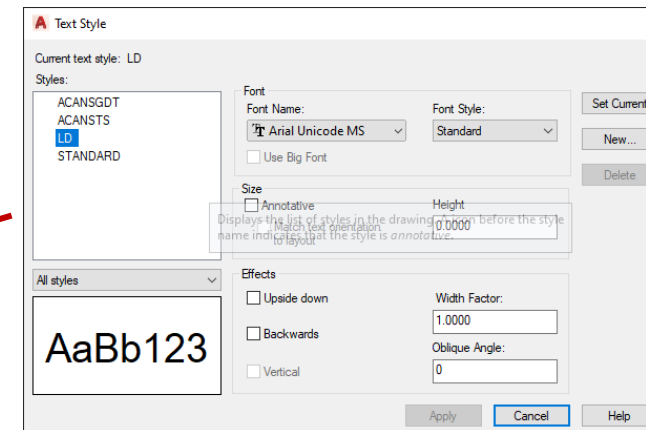 Text Style
Current text style: LD
Styles:
ACANSGDT
ACANSTS
LD
STANDARD
All styles
AaBb123
Font
Font Name:
Font Style:
Arial Unicode MS
Standard
Use Big Font
Size
Annotative
Height
Match text orientation
to layout
0.0000
Displays the list of styles in the drawing. A icon before the style
name indicates that the style is annotative.
Effects
Upside down
Width Factor:
1.0000
Backwards
Oblique Angle:
Vertical
0
Set Current
New...
Delete
Apply
Cancel
Help